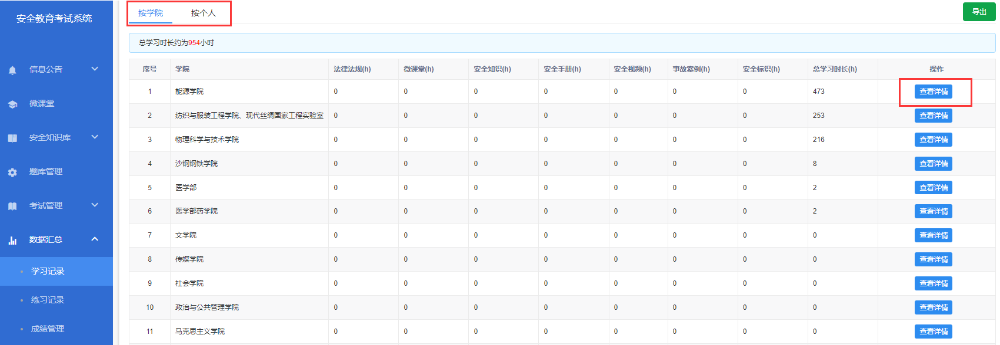 安全教育考试系统
信息公告
微课堂
安全知识库
题库管理
考试管理
数据汇总
学习记录
练习记录
成绩管理
按学院 按个人
导出
总学习时长约为954小时
序号 学院 法律法规(h) 微课堂(h) 安全知识(h) 安全手册(h) 安全视频(h) 事故案例(h) 安全标识(h) 总学习时长(h) 操作
1 能源学院 0 0 0 0 0 0 0 473 查看详情
2 纺织与服装工程学院、现代丝绸国家工程实验室 0 0 0 0 0 0 0 253 查看详情
3 物理科学与技术学院 0 0 0 0 0 0 0 216 查看详情
4 沙钢钢铁学院 0 0 0 0 0 0 0 8 查看详情
5 医学部 0 0 0 0 0 0 0 2 查看详情
6 医学部药学院 0 0 0 0 0 0 0 2 查看详情
7 文学院 0 0 0 0 0 0 0 0 查看详情
8 传媒学院 0 0 0 0 0 0 0 0 查看详情
9 社会学院 0 0 0 0 0 0 0 0 查看详情
10 政治与公共管理学院 0 0 0 0 0 0 0 0 查看详情
11 马克思主义学院 0 0 0 0 0 0 0 0 查看详情